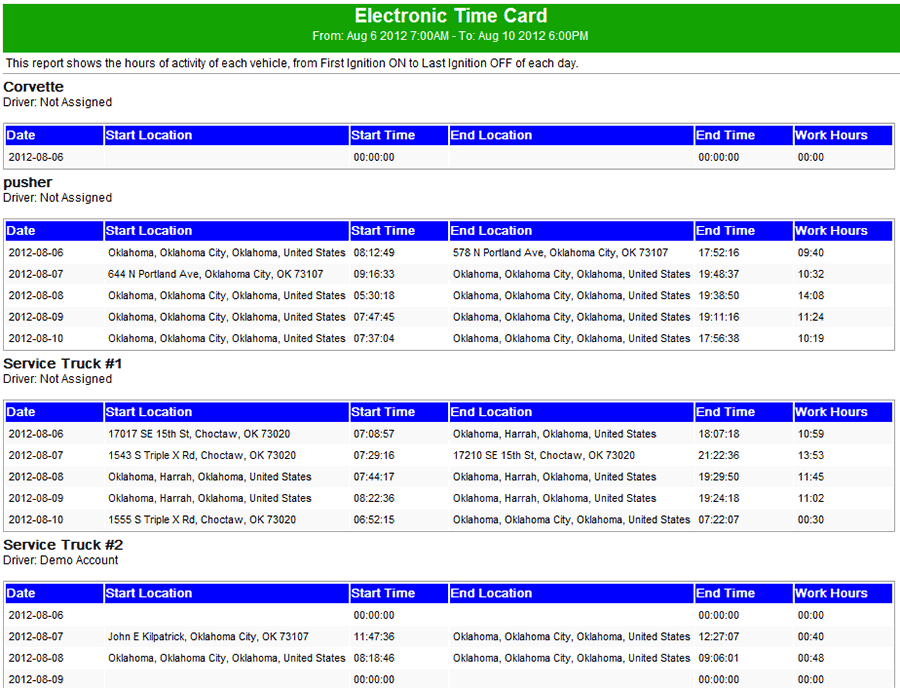 Electronic Time Card
From: Aug 6 2012 7:00AM - To: Aug 10 2012 6:00PM
This report shows the hours of activity of each vehicle, from First Ignition ON to Last Ignition OFF of each day.
Corvette
Driver: Not Assigned
Date Start Location Start Time End Location End Time Work Hours
2012-08-06 00:00:00 00:00:00 00:00
pusher
Driver: Not Assigned
Date Start Location Start Time End Location End Time Work Hours
2012-08-06 Oklahoma, Oklahoma City, Oklahoma, United States 08:12:49 578 N Portland Ave, Oklahoma City, OK 73107 17:52:16 09:40
2012-08-07 644 N Portland Ave, Oklahoma City, OK 73107 09:16:33 Oklahoma, Oklahoma City, Oklahoma, United States 19:48:37 10:32
2012-08-08 Oklahoma, Oklahoma City, Oklahoma, United States 05:30:18 Oklahoma, Oklahoma City, Oklahoma, United States 19:38:50 14:08
2012-08-09 Oklahoma, Oklahoma City, Oklahoma, United States 07:47:45 Oklahoma, Oklahoma City, Oklahoma, United States 19:11:16 11:24
2012-08-10 Oklahoma, Oklahoma City, Oklahoma, United States 07:37:04 Oklahoma, Oklahoma City, Oklahoma, United States 17:56:38 10:19
Service Truck #1
Driver: Not Assigned
Date Start Location Start Time End Location End Time Work Hours
2012-08-06 17017 SE 15th St, Choctaw, OK 73020 07:08:57 Oklahoma, Harrah, Oklahoma, United States 18:07:18 10:59
2012-08-07 1543 S Triple X Rd, Choctaw, OK 73020 07:29:16 17210 SE 15th St, Choctaw, OK 73020 21:22:36 13:53
2012-08-08 Oklahoma, Harrah, Oklahoma, United States 07:44:17 Oklahoma, Harrah, Oklahoma, United States 19:29:50 11:45
2012-08-09 Oklahoma, Harrah, Oklahoma, United States 08:22:36 Oklahoma, Harrah, Oklahoma, United States 19:24:18 11:02
2012-08-10 1555 S Triple X Rd, Choctaw, OK 73020 06:52:15 Oklahoma, Oklahoma City, Oklahoma, United States 07:22:07 00:30
Service Truck #2
Driver: Demo Account
Date Start Location Start Time End Location End Time Work Hours
2012-08-06 00:00:00 00:00:00 00:00
2012-08-07 John E Kilpatrick, Oklahoma City, OK 73107 11:47:36 Oklahoma, Oklahoma City, Oklahoma, United States 12:27:07 00:40
2012-08-08 Oklahoma, Oklahoma City, Oklahoma, United States 08:18:46 Oklahoma, Oklahoma City, Oklahoma, United States 09:06:01 00:48
2012-08-09 00:00:00 00:00:00 00:00